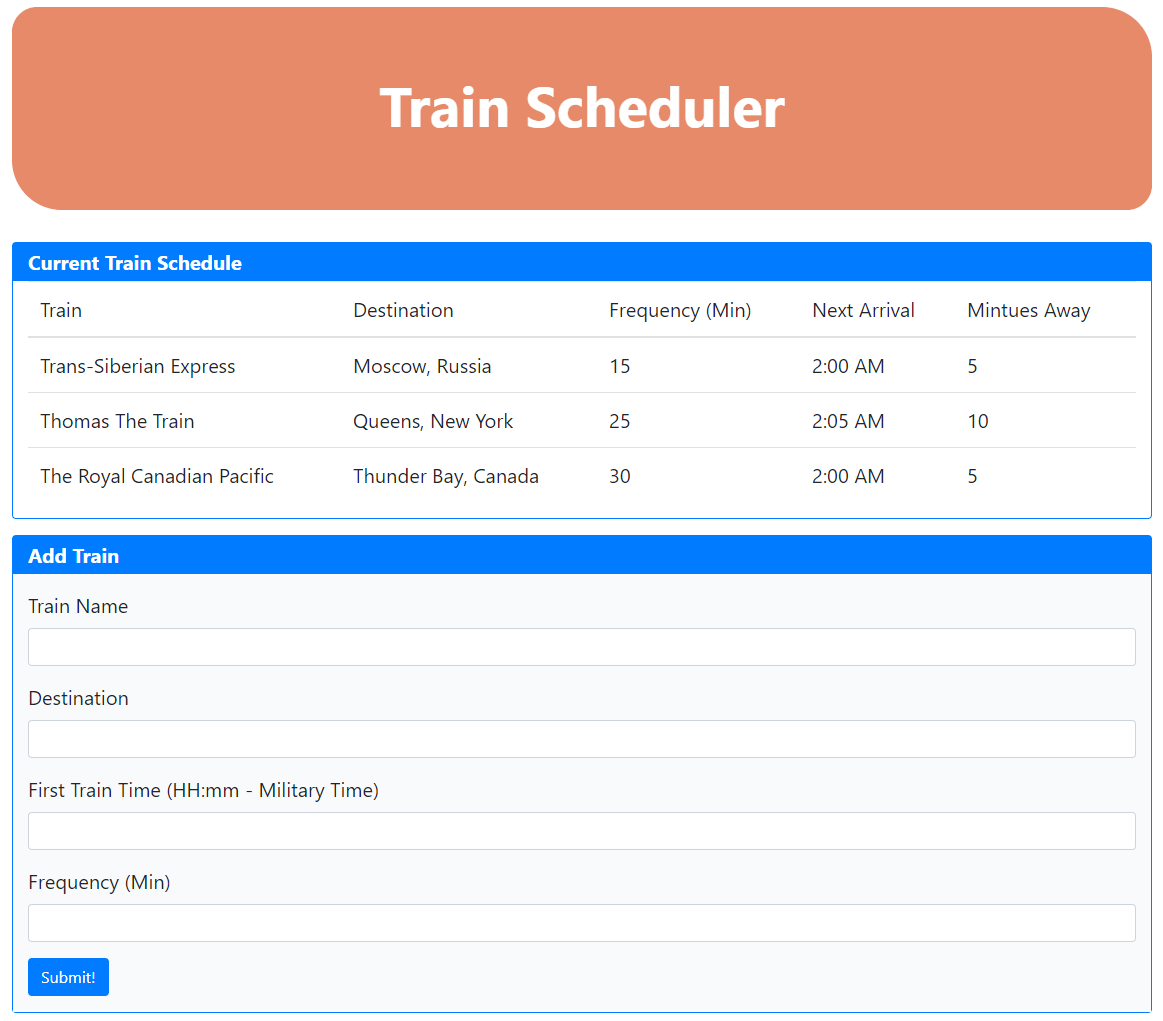 Train Scheduler
Current Train Schedule
Train Destination Frequency (Min) Next Arrival Mintues Away
Trans-Siberian Express Moscow, Russia 15 2:00 AM 5
Thomas The Train Queens, New York 25 2:05 AM 10
The Royal Canadian Pacific Thunder Bay, Canada 30 2:00 AM 5
Add Train
Train Name
Destination
First Train Time (HH:mm - Military Time)
Frequency (Min)
Submit!